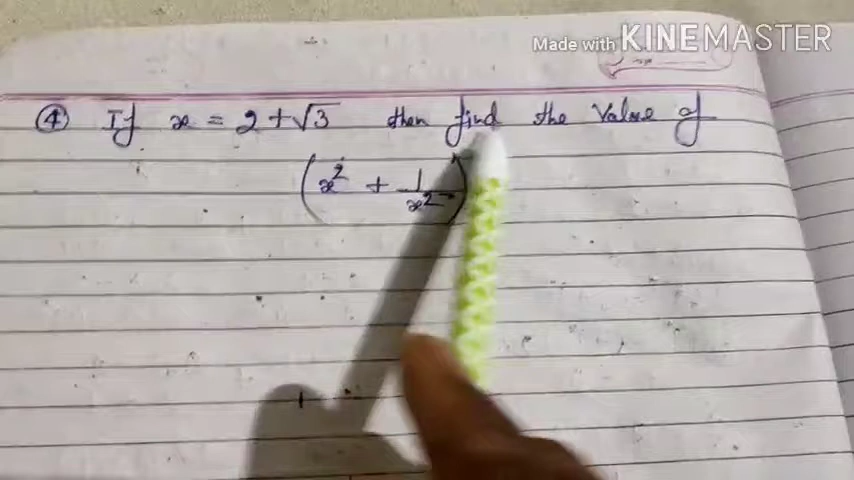 Made with KINEMASTER
④ If x = 2 + √3 then find the value of
(x² + 1/x²)